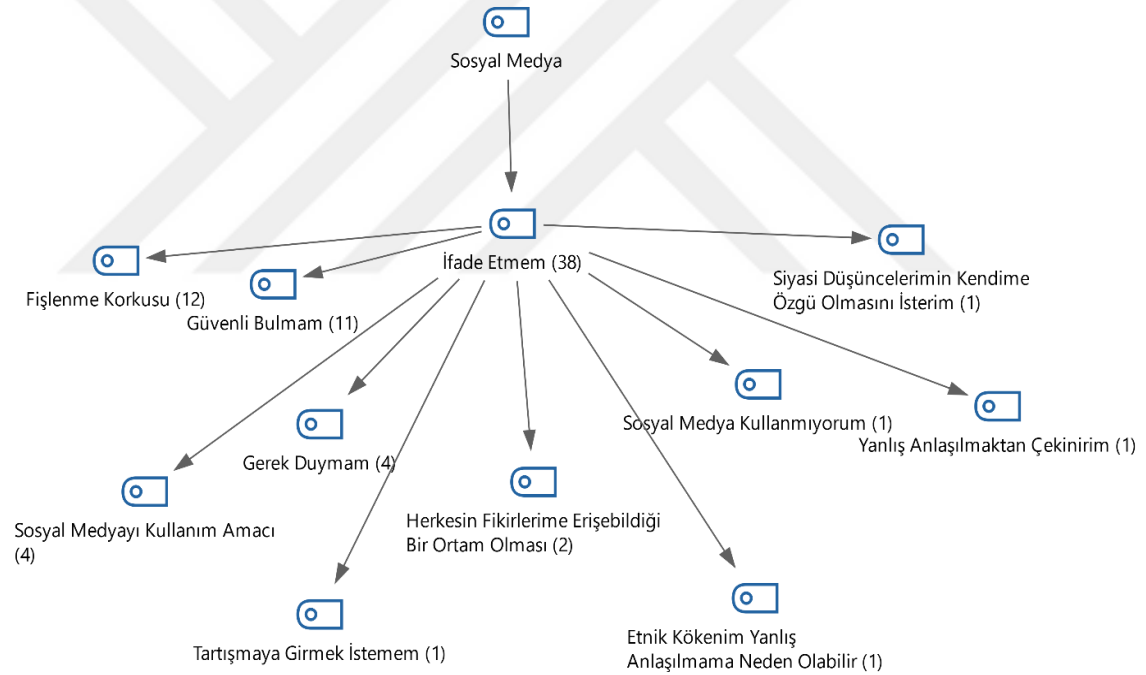 Sosyal Medya
İfade Etmem (38)
Fişlenme Korkusu (12)
Güvenli Bulmam (11)
Siyasi Düşüncelerimin Kendime
Özgü Olmasını İsterim (1)
Sosyal Medya Kullanmıyorum (1)
Yanlış Anlaşılmaktan Çekinirim (1)
Gerek Duymam (4)
Sosyal Medyayı Kullanım Amacı
(4)
Herkesin Fikirlerime Erişebildiği
Bir Ortam Olması (2)
Tartışmaya Girmek İstemem (1)
Etnik Kökenim Yanlış
Anlaşılmama Neden Olabilir (1)